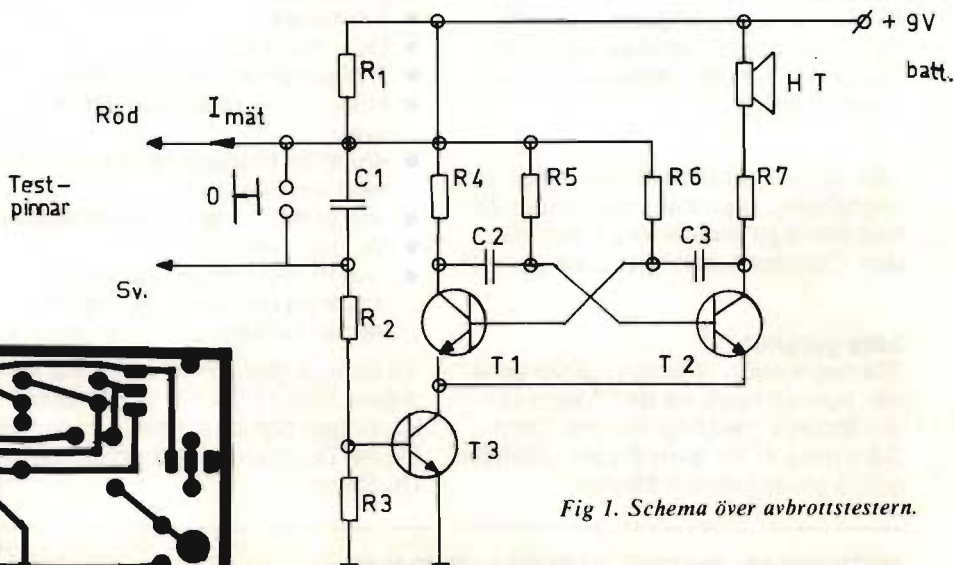 + 9V
batt.
R1
HT
Röd
Imät
Test-
pinnar
0
C1
R4
R5
R6
R7
C2
C3
Sv.
R2
T1
T2
T3
R3
Fig 1. Schema över avbrottstestern.